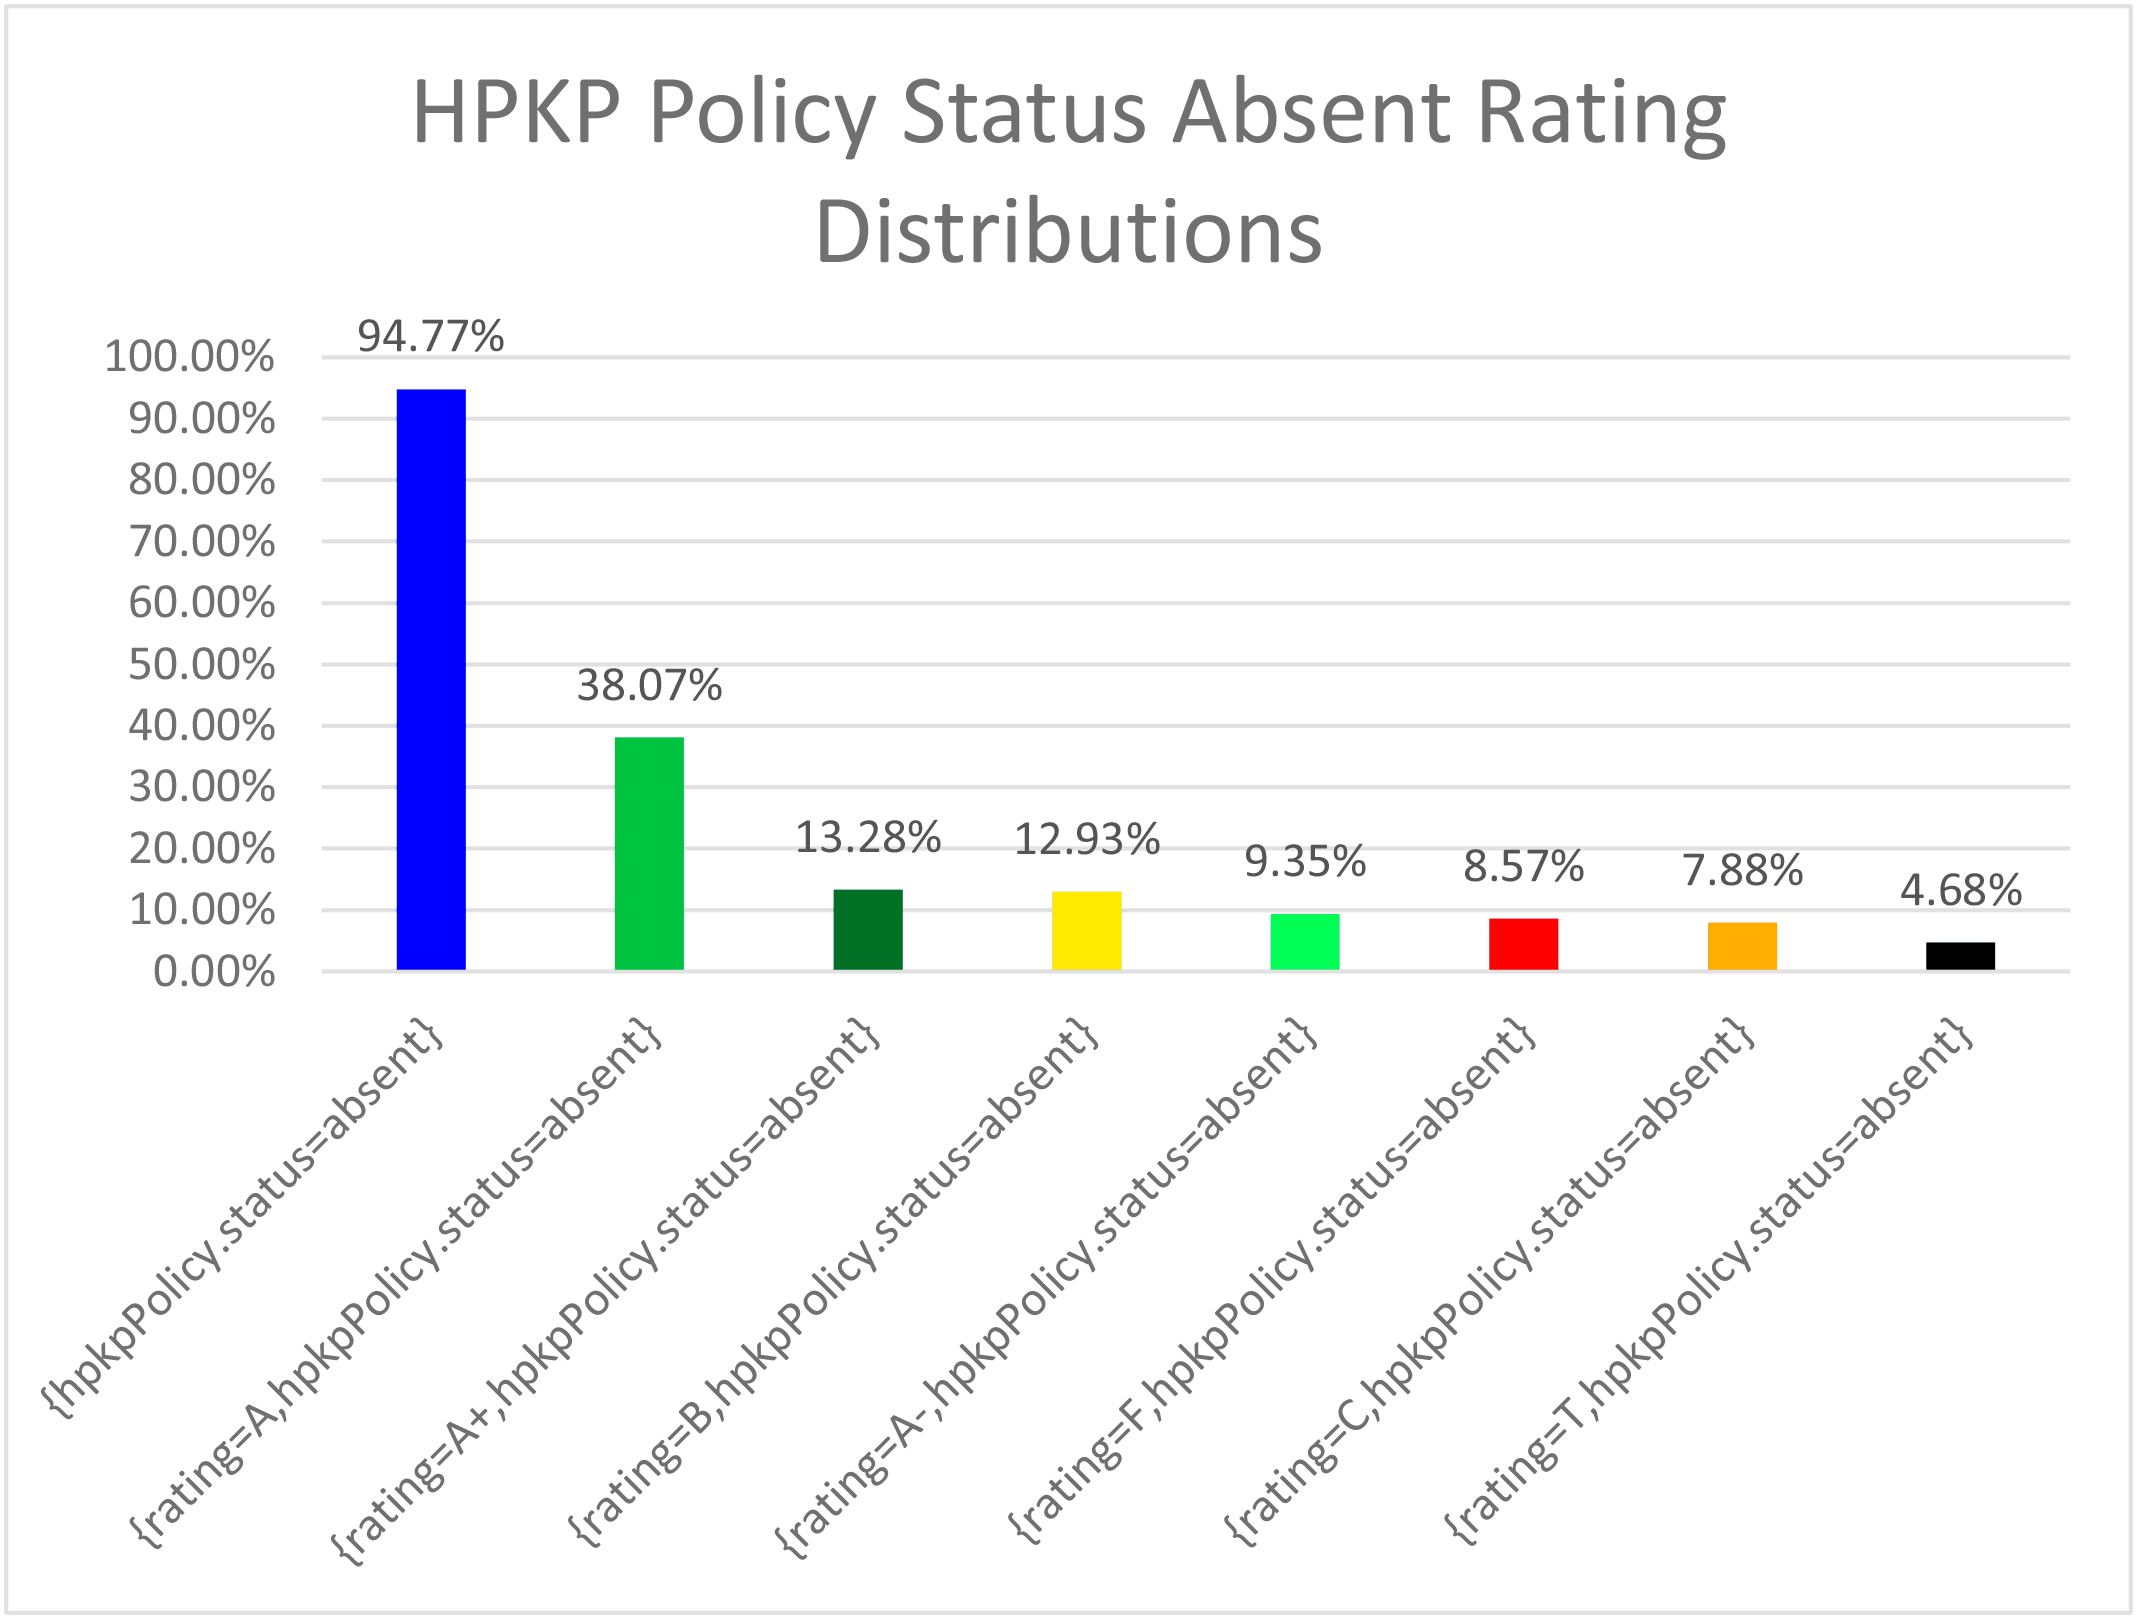 HPKP Policy Status Absent Rating
Distributions
100.00%
90.00%
80.00%
70.00%
60.00%
50.00%
40.00%
30.00%
20.00%
10.00%
0.00%
94.77%
38.07%
13.28%
12.93%
9.35%
8.57%
7.88%
4.68%
{hpkpPolicy.status=absent}
{rating=A,hpkpPolicy.status=absent}
{rating=A+,hpkpPolicy.status=absent}
{rating=B,hpkpPolicy.status=absent}
{rating=A-,hpkpPolicy.status=absent}
{rating=F,hpkpPolicy.status=absent}
{rating=C,hpkpPolicy.status=absent}
{rating=T,hpkpPolicy.status=absent}